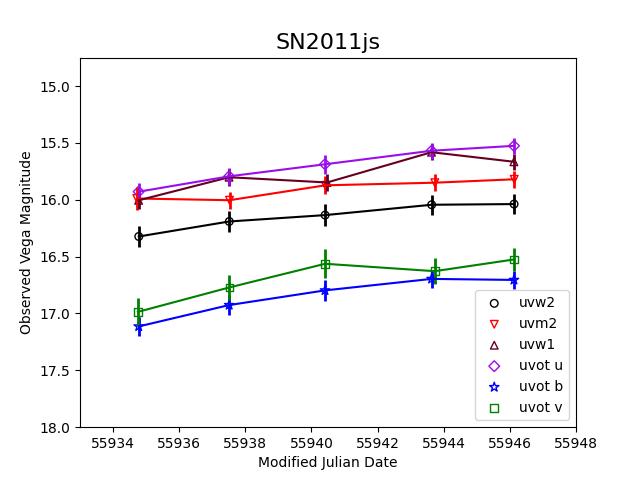 SN2011js
Observed Vega Magnitude
15.0
15.5
16.0
16.5
17.0
17.5
18.0
uvw2
uvm2
uvw1
uvot u
uvot b
uvot v
55934 55936 55938 55940 55942 55944 55946 55948
Modified Julian Date